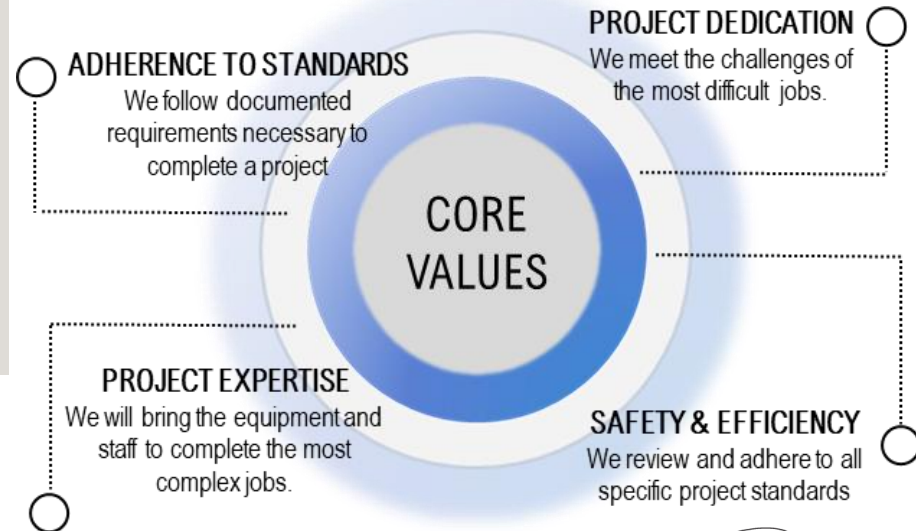 ADHERENCE TO STANDARDS
We follow documented
requirements necessary to
complete a project
PROJECT DEDICATION
We meet the challenges of
the most difficult jobs.
CORE
VALUES
PROJECT EXPERTISE
We will bring the equipment and
staff to complete the most
complex jobs.
SAFETY & EFFICIENCY
We review and adhere to all
specific project standards